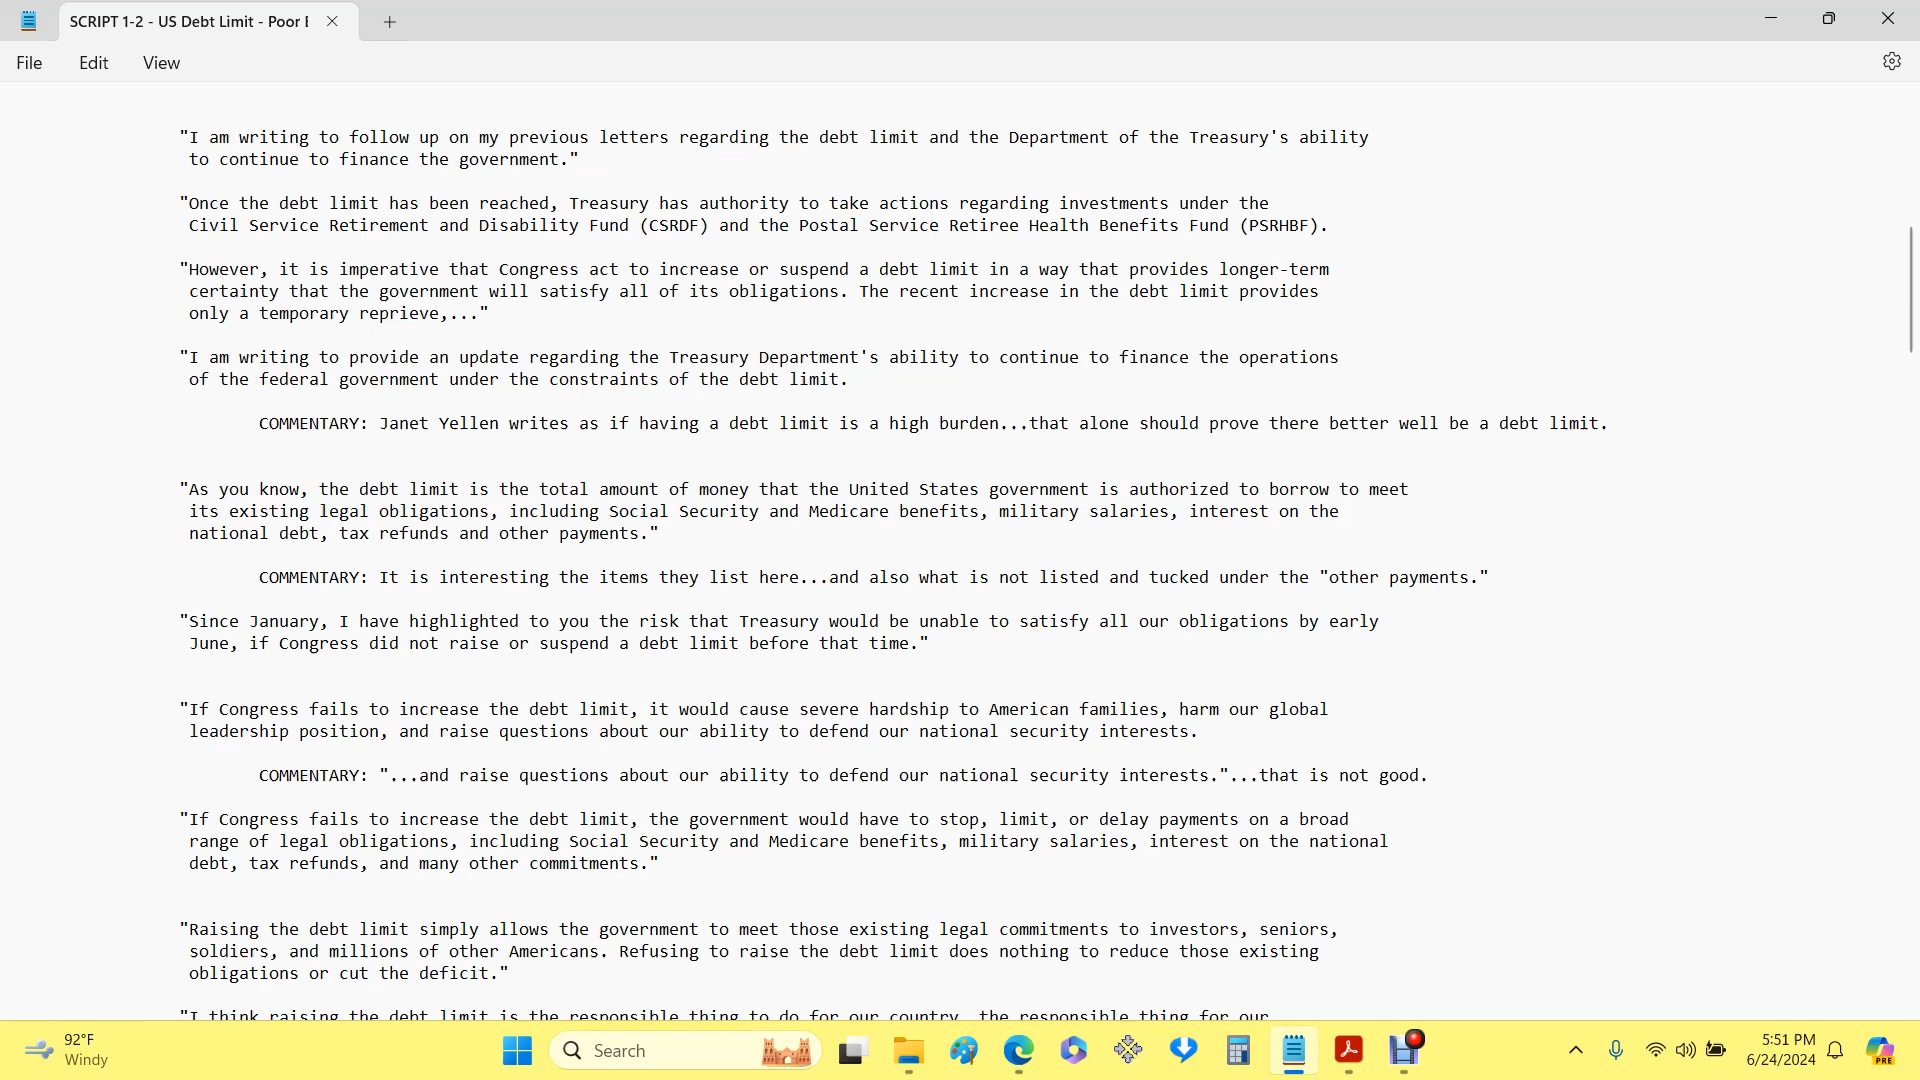 SCRIPT 1-2 - US Debt Limit - Poor
File Edit View
"I am writing to follow up on my previous letters regarding the debt limit and the Department of the Treasury's ability
to continue to finance the government."
"Once the debt limit has been reached, Treasury has authority to take actions regarding investments under the
Civil Service Retirement and Disability Fund (CSRDF) and the Postal Service Retiree Health Benefits Fund (PSRHBF).
"However, it is imperative that Congress act to increase or suspend a debt limit in a way that provides longer-term
certainty that the government will satisfy all of its obligations. The recent increase in the debt limit provides
only a temporary reprieve,..."
"I am writing to provide an update regarding the Treasury Department's ability to continue to finance the operations
of the federal government under the constraints of the debt limit.
COMMENTARY: Janet Yellen writes as if having a debt limit is a high burden...that alone should prove there better well be a debt limit.
"As you know, the debt limit is the total amount of money that the United States government is authorized to borrow to meet
its existing legal obligations, including Social Security and Medicare benefits, military salaries, interest on the
national debt, tax refunds and other payments."
COMMENTARY: It is interesting the items they list here...and also what is not listed and tucked under the "other payments."
"Since January, I have highlighted to you the risk that Treasury would be unable to satisfy all our obligations by early
June, if Congress did not raise or suspend a debt limit before that time."
"If Congress fails to increase the debt limit, it would cause severe hardship to American families, harm our global
leadership position, and raise questions about our ability to defend our national security interests.
COMMENTARY: "...and raise questions about our ability to defend our national security interests."...that is not good.
"If Congress fails to increase the debt limit, the government would have to stop, limit, or delay payments on a broad
range of legal obligations, including Social Security and Medicare benefits, military salaries, interest on the national
debt, tax refunds, and many other commitments."
"Raising the debt limit simply allows the government to meet those existing legal commitments to investors, seniors,
soldiers, and millions of other Americans. Refusing to raise the debt limit does nothing to reduce those existing
obligations or cut the deficit."
"I think raising the debt limit is the responsible thing to do for our country, the responsible thing for our
92°F
Windy
Search
5:51 PM
6/24/2024
PRE